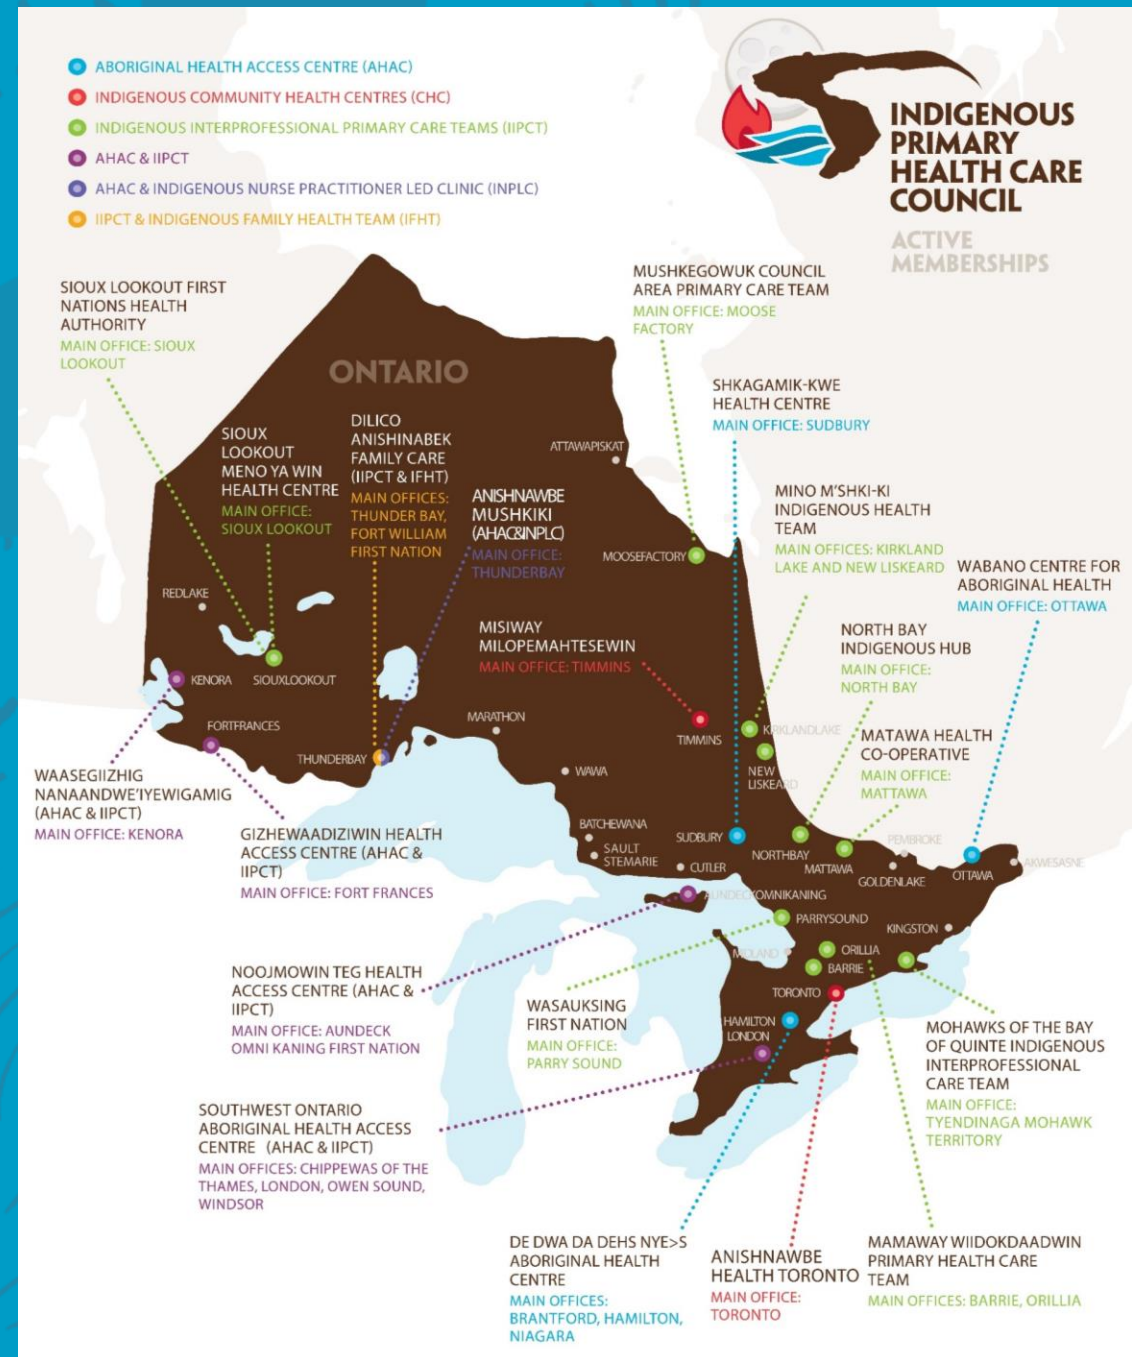 ABORIGINAL HEALTH ACCESS CENTRE (AHAC)
INDIGENOUS COMMUNITY HEALTH CENTRES (CHC)
INDIGENOUS INTERPROFESSIONAL PRIMARY CARE TEAMS (IIPCT)
AHAC & IIPCT
AHAC & INDIGENOUS NURSE PRACTITIONER LED CLINIC (INPLC)
IIPCT & INDIGENOUS FAMILY HEALTH TEAM (IFHT)
INDIGENOUS
PRIMARY
HEALTH CARE
COUNCIL
ACTIVE
MEMBERSHIPS
SIOUX LOOKOUT FIRST
NATIONS HEALTH
AUTHORITY
MAIN OFFICE: SIOUX
LOOKOUT
MUSHKEGOWUK COUNCIL
AREA PRIMARY CARE TEAM
MAIN OFFICE: MOOSE
FACTORY
ONTARIO
SHKAGAMIK-KWE
HEALTH CENTRE
MAIN OFFICE: SUDBURY
SIOUX
LOOKOUT
MENO YA WIN
HEALTH CENTRE
MAIN OFFICE:
SIOUX LOOKOUT
DILICO
ANISHINABEK
FAMILY CARE
(IIPCT & IFHT)
MAIN OFFICES:
THUNDER BAY,
FORT WILLIAM
FIRST NATION
ANISHNAWBE
MUSHKIKI
(AHAC&INPLC)
MAIN OFFICE:
THUNDERBAY
ATTAWAPISKAT
MOOSEFACTORY
MINO M'SHKI-KI
INDIGENOUS HEALTH
TEAM
MAIN OFFICES: KIRKLAND
LAKE AND NEW LISKEARD
WABANO CENTRE FOR
ABORIGINAL HEALTH
MAIN OFFICE: OTTAWA
REDLAKE
MISIWAY
MILOPEMAHTESEWIN
MAIN OFFICE: TIMMINS
NORTH BAY
INDIGENOUS HUB
MAIN OFFICE:
NORTH BAY
KENORA
SIOUXLOOKOUT
FORTFRANCES
MARATHON
THUNDERBAY
WAWA
TIMMINS
KIRKLANDLAKE
NEW
LISKEARD
MATAWA HEALTH
CO-OPERATIVE
MAIN OFFICE:
MATTAWA
WAASEGIIZHIG
NANAANDWE'IYEWIGAMIG
(AHAC & IIPCT)
MAIN OFFICE: KENORA
GIZHEWAADIZIWIN HEALTH
ACCESS CENTRE (AHAC &
IIPCT)
MAIN OFFICE: FORT FRANCES
BATCHEWANA
SAULT
STEMARIE
CUTLER
SUDBURY
NORTHBAY
MATTAWA
PEMBROKE
GOLDENLAKE
OTTAWA
AKWESASNE
AUNDECKOMNIKANING
PARRYSOUND
KINGSTON
MIDLAND
ORILLIA
BARRIE
TORONTO
HAMILTON
LONDON
NOOJMOWIN TEG HEALTH
ACCESS CENTRE (AHAC &
IIPCT)
MAIN OFFICE: AUNDECK
OMNI KANING FIRST NATION
WASAUKSING
FIRST NATION
MAIN OFFICE:
PARRY SOUND
MOHAWKS OF THE BAY
OF QUINTE INDIGENOUS
INTERPROFESSIONAL
CARE TEAM
MAIN OFFICE:
TYENDINAGA MOHAWK
TERRITORY
SOUTHWEST ONTARIO
ABORIGINAL HEALTH ACCESS
CENTRE (AHAC & IIPCT)
MAIN OFFICES: CHIPPEWAS OF THE
THAMES, LONDON, OWEN SOUND,
WINDSOR
DE DWA DA DEHS NYE>S
ABORIGINAL HEALTH
CENTRE
MAIN OFFICES:
BRANTFORD, HAMILTON,
NIAGARA
ANISHNAWBE
HEALTH TORONTO
MAIN OFFICE:
TORONTO
MAMAWAY WIIDOKDAADWIN
PRIMARY HEALTH CARE
TEAM
MAIN OFFICES: BARRIE, ORILLIA